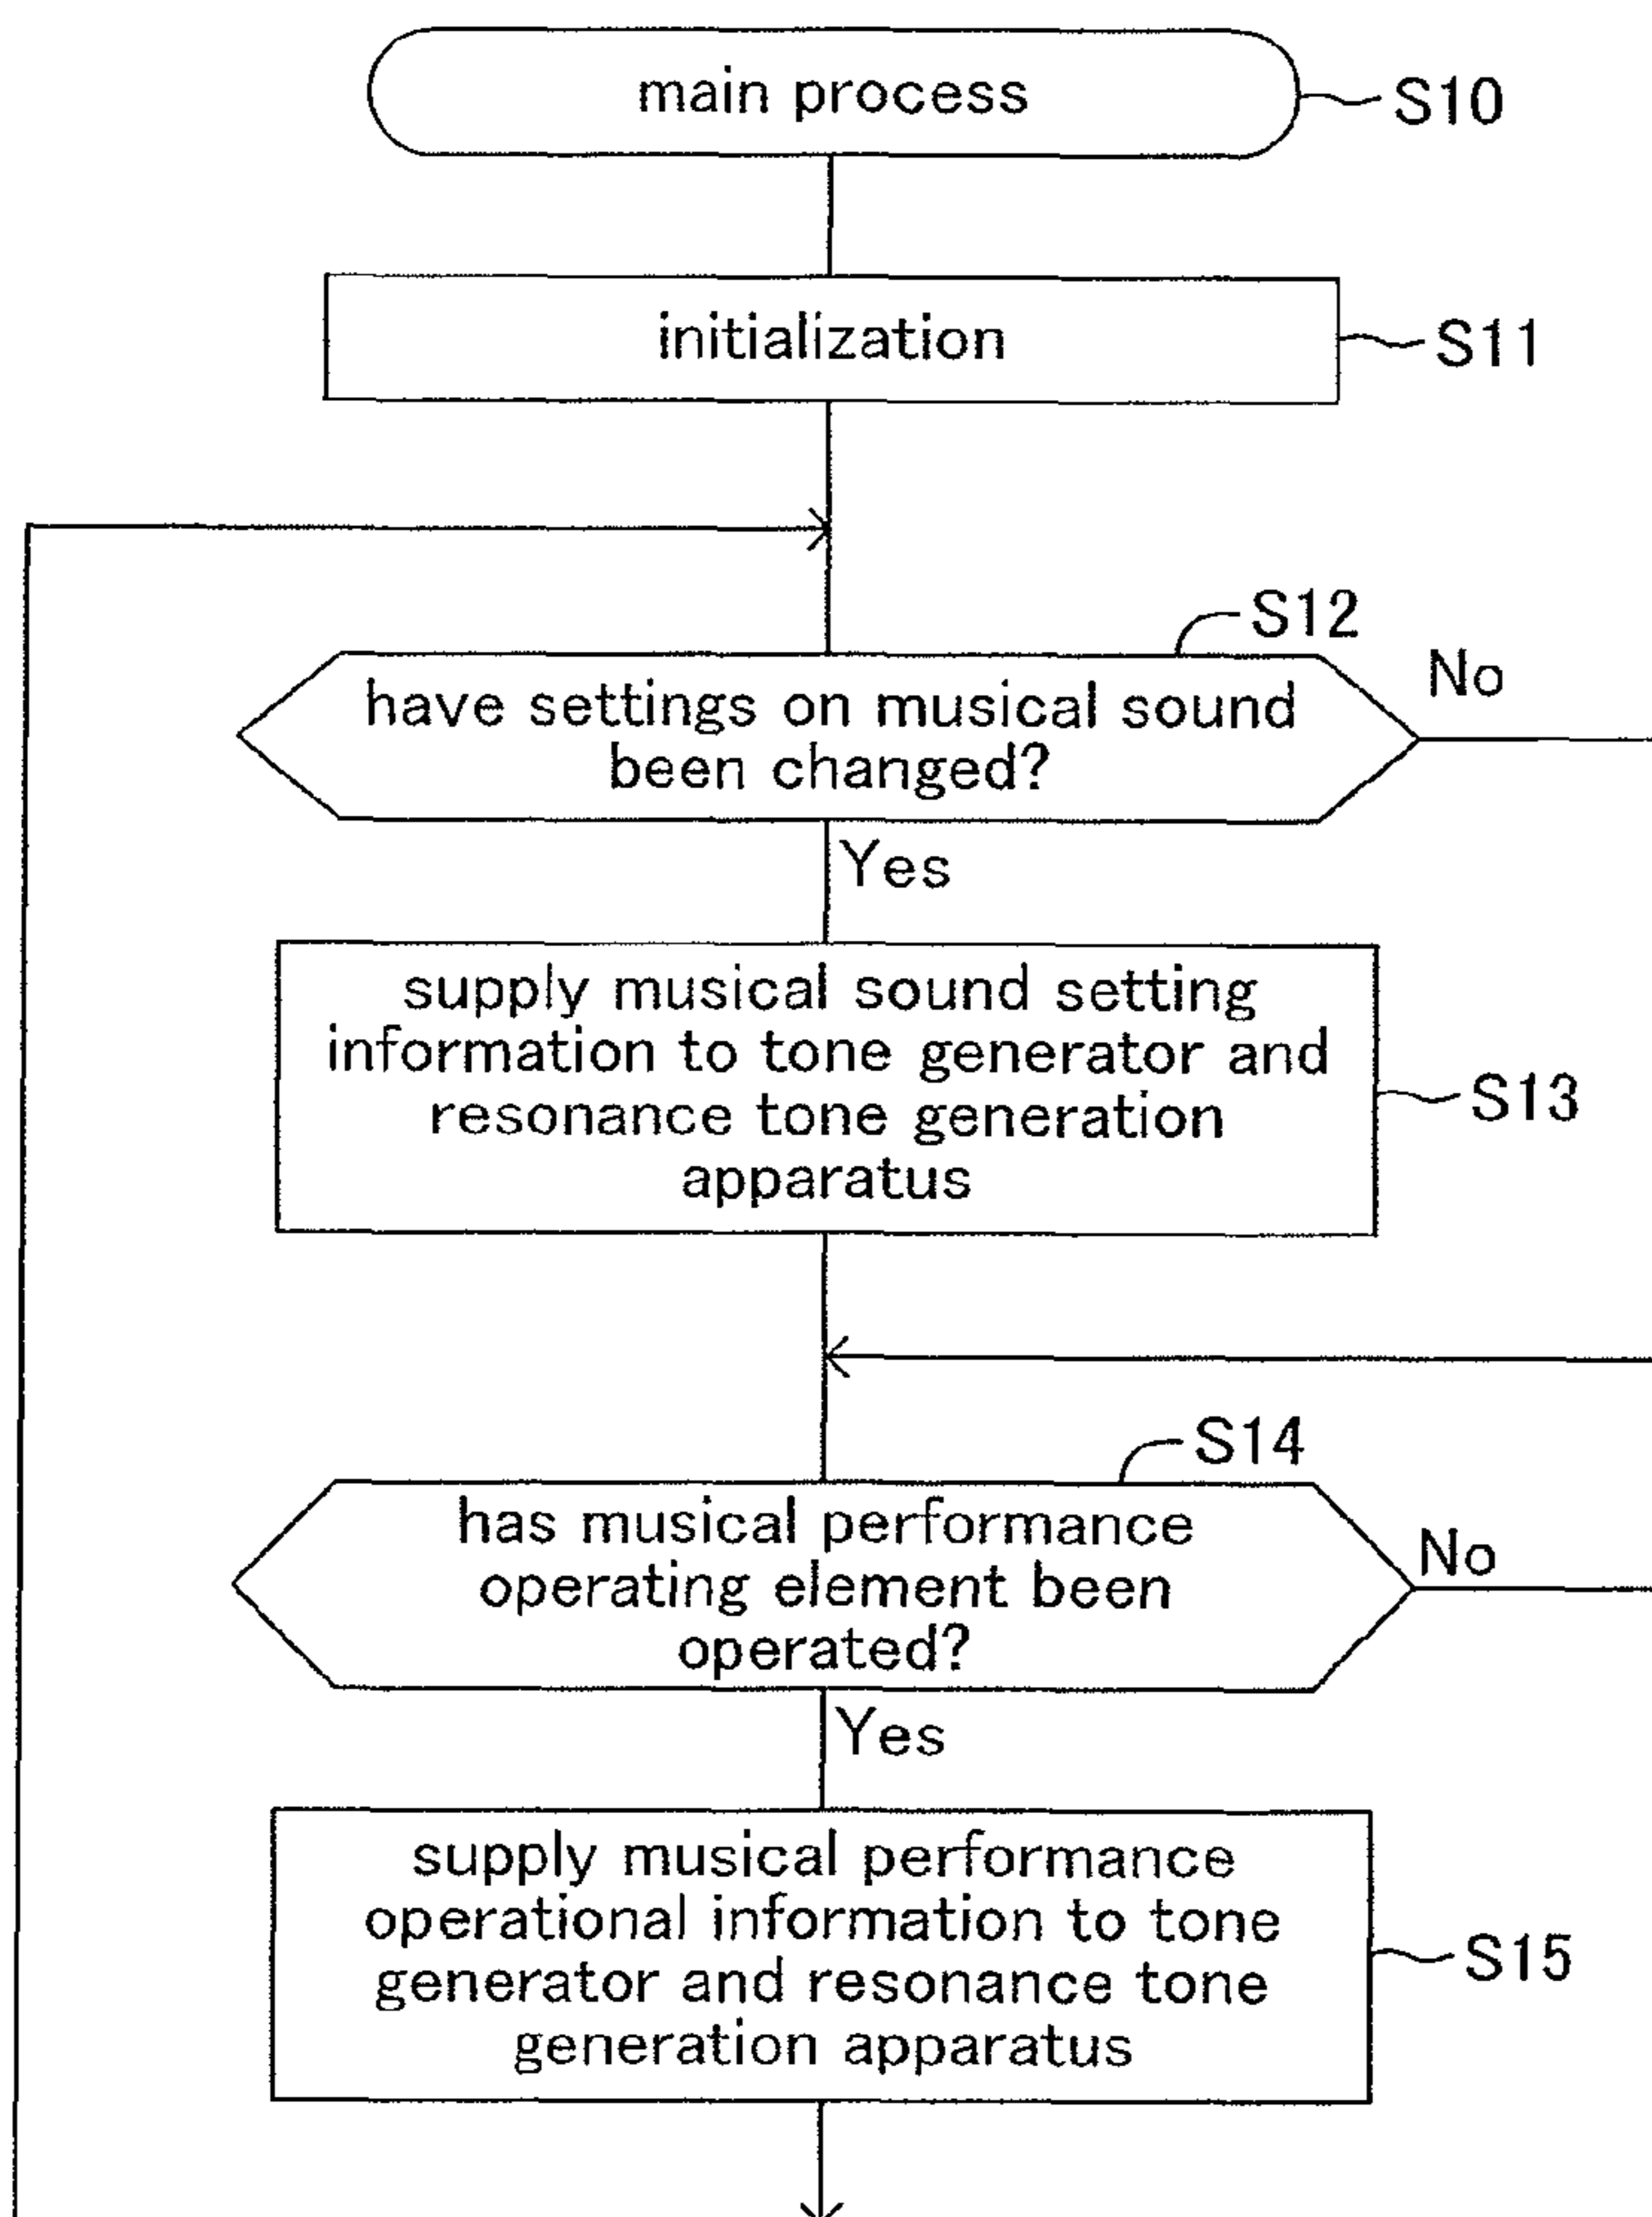 main process
S10
initialization
S11
S12
No
have settings on musical sound
been changed?
Yes
supply musical sound setting
information to tone generator and
resonance tone generation
apparatus
S13
S14
has musical performance
operating element been
operated?
No
Yes
supply musical performance
operational information to tone
generator and resonance tone
generation apparatus
S15